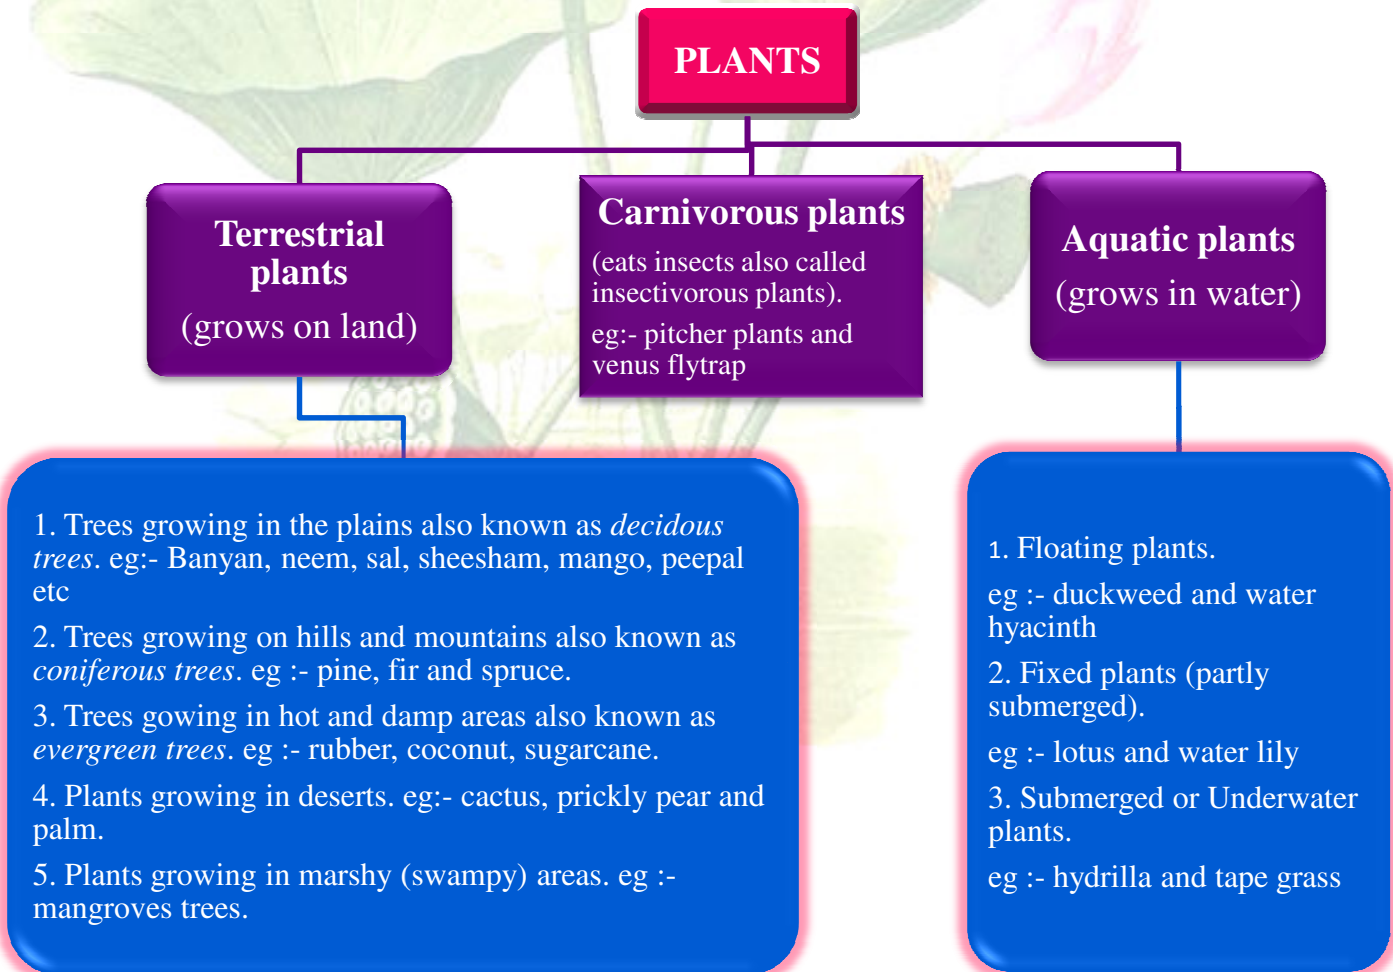 PLANTS
Terrestrial
plants
(grows on land)
Carnivorous plants
(eats insects also called
insectivorous plants).
eg:- pitcher plants and
venus flytrap
Aquatic plants
(grows in water)
1. Trees growing in the plains also known as decidous
trees. eg:- Banyan, neem, sal, sheesham, mango, peepal
etc
2. Trees growing on hills and mountains also known as
coniferous trees. eg :- pine, fir and spruce.
3. Trees gowing in hot and damp areas also known as
evergreen trees. eg :- rubber, coconut, sugarcane.
4. Plants growing in deserts. eg:- cactus, prickly pear and
palm.
5. Plants growing in marshy (swampy) areas. eg :-
mangroves trees.
1. Floating plants.
eg :- duckweed and water
hyacinth
2. Fixed plants (partly
submerged).
eg :- lotus and water lily
3. Submerged or Underwater
plants.
eg :- hydrilla and tape grass